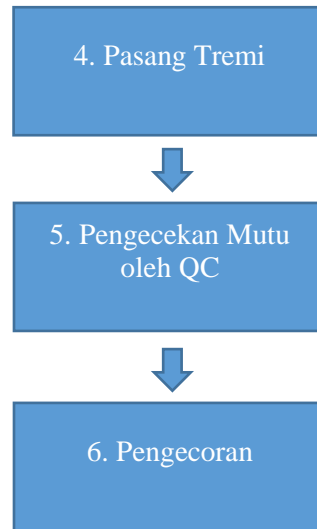 4. Pasang Tremi
5. Pengecekan Mutu
oleh QC
6. Pengecoran